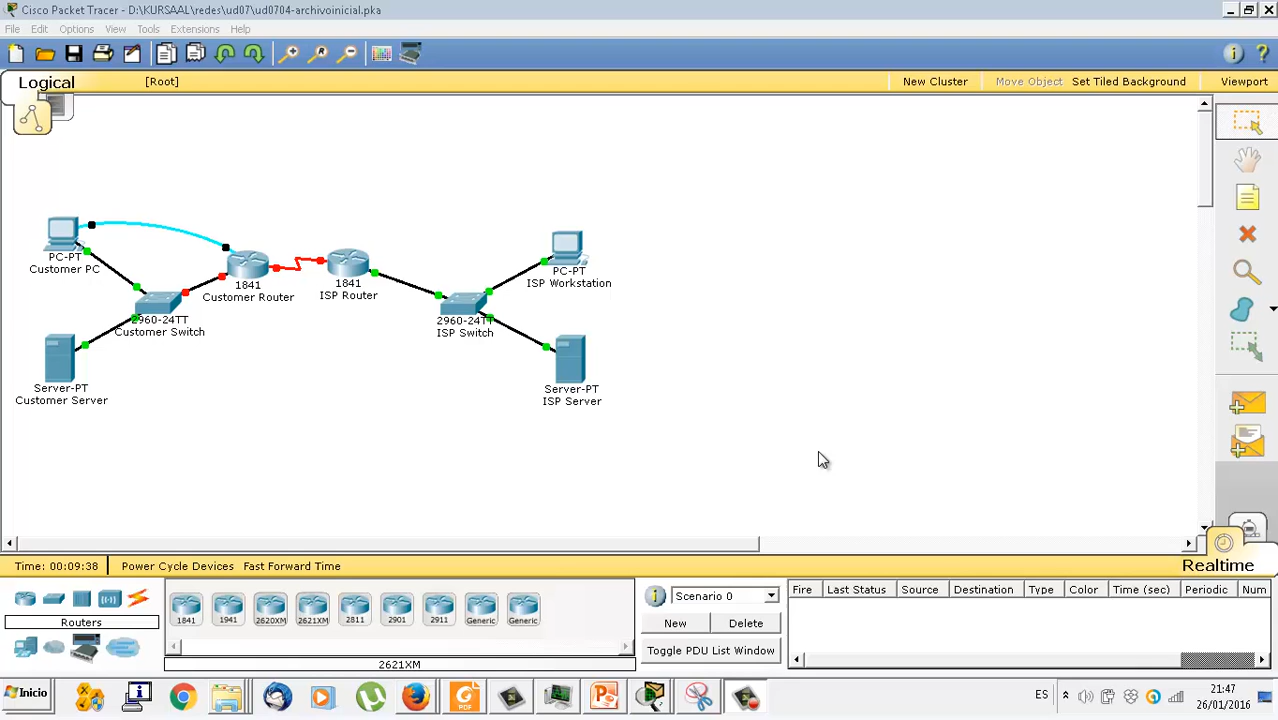 Cisco Packet Tracer - D:\KURSAAL\redes\ud07\ud0704-archivoinicial.pka
File Edit Options View Tools Extensions Help
Logical [Root] New Cluster Move Object Set Tiled Background Viewport
PC-PT
Customer PC
1841
Customer Router
1841
ISP Router
PC-PT
ISP Workstation
2960-24TT
Customer Switch
2960-24TT
ISP Switch
Server-PT
Customer Server
Server-PT
ISP Server
Time: 00:09:38 Power Cycle Devices Fast Forward Time Realtime
Routers
1841 1941 2620XM 2621XM 2811 2901 2911 Generic Generic
2621XM
Scenario 0
New Delete
Toggle PDU List Window
Fire Last Status Source Destination Type Color Time (sec) Periodic Num
Inicio
PDF
ES
21:47
26/01/2016